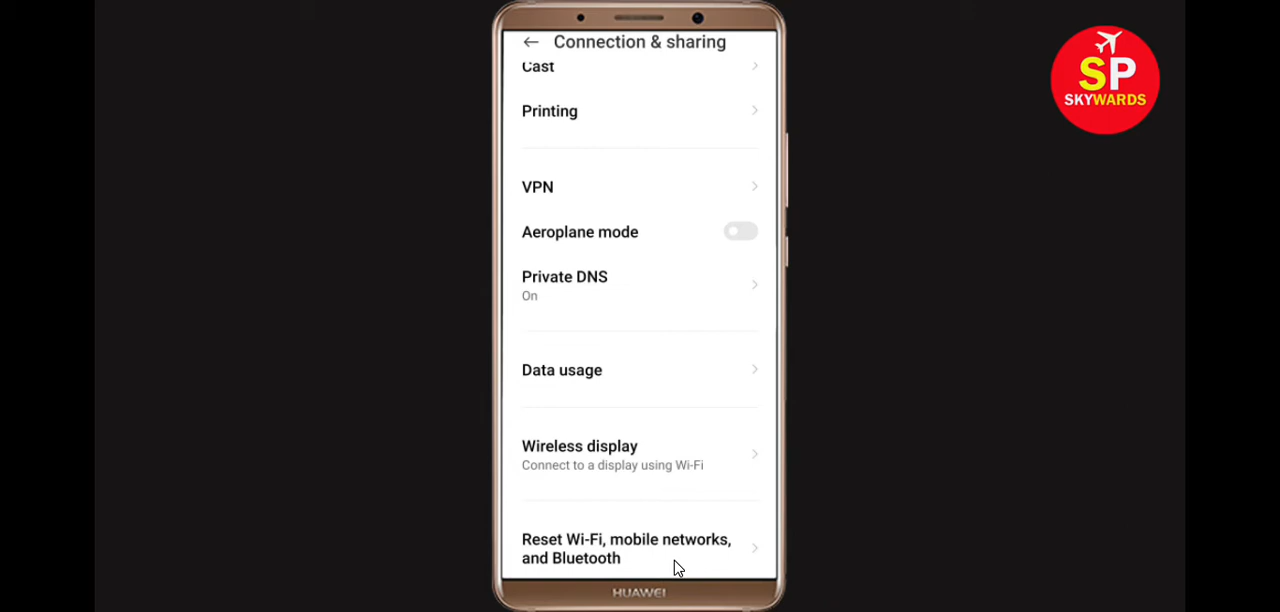 Connection & sharing
SP
SKYWARDS
Cast
Printing
VPN
Aeroplane mode
Private DNS
On
Data usage
Wireless display
Connect to a display using Wi-Fi
Reset Wi-Fi, mobile networks,
and Bluetooth
HUAWEI